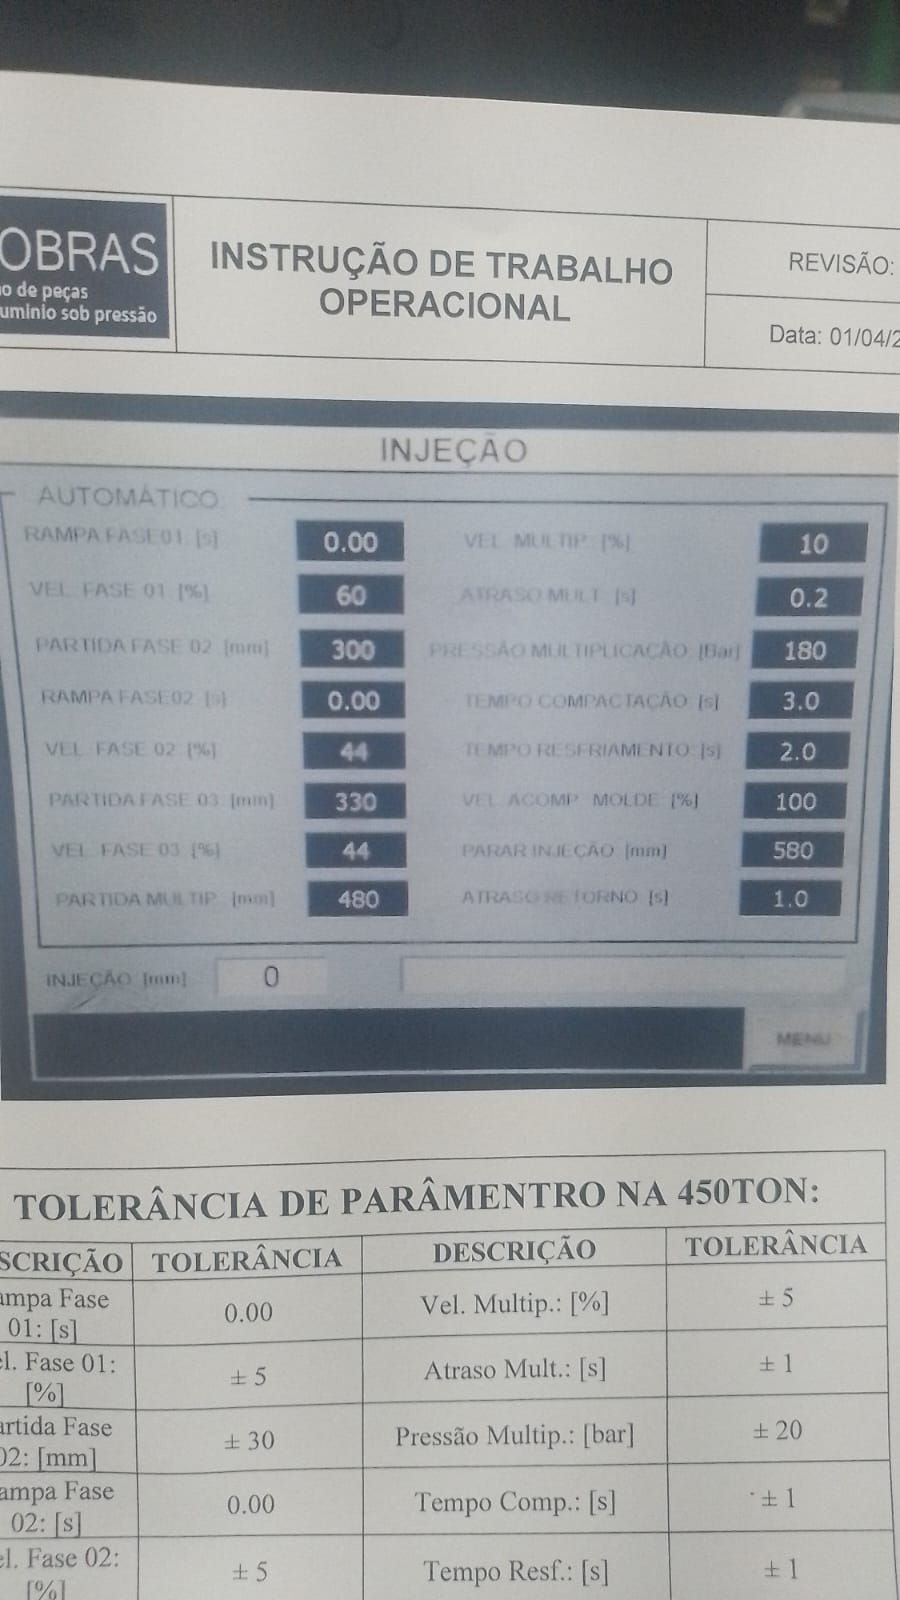 OBRAS
o de peças
umínio sob pressão
INSTRUÇÃO DE TRABALHO
OPERACIONAL
REVISÃO:
Data: 01/04/2
INJEÇÃO
AUTOMÁTICO
RAMPA FASE01: [s] 0.00 VEL. MULTIP.: [%] 10
VEL. FASE 01: [%] 60 ATRASO MULT.: [s] 0.2
PARTIDA FASE 02: [mm] 300 PRESSÃO MULTIPLICAÇÃO: [Bar] 180
RAMPA FASE02: [s] 0.00 TEMPO COMPACTAÇÃO: [s] 3.0
VEL. FASE 02: [%] 44 TEMPO RESFRIAMENTO: [s] 2.0
PARTIDA FASE 03: [mm] 330 VEL. ACOMP. MOLDE: [%] 100
VEL. FASE 03: [%] 44 PARAR INJEÇÃO: [mm] 580
PARTIDA MULTIP.: [mm] 480 ATRASO RETORNO: [s] 1.0
INJEÇÃO: [mm] 0
MENU
TOLERÂNCIA DE PARÂMENTRO NA 450TON:
SCRIÇÃO TOLERÂNCIA DESCRIÇÃO TOLERÂNCIA
ampa Fase
01: [s] 0.00 Vel. Multip.: [%] ± 5
el. Fase 01:
[%] ± 5 Atraso Mult.: [s] ± 1
artida Fase
02: [mm] ± 30 Pressão Multip.: [bar] ± 20
ampa Fase
02: [s] 0.00 Tempo Comp.: [s] ± 1
el. Fase 02:
[%] ± 5 Tempo Resf.: [s] ± 1